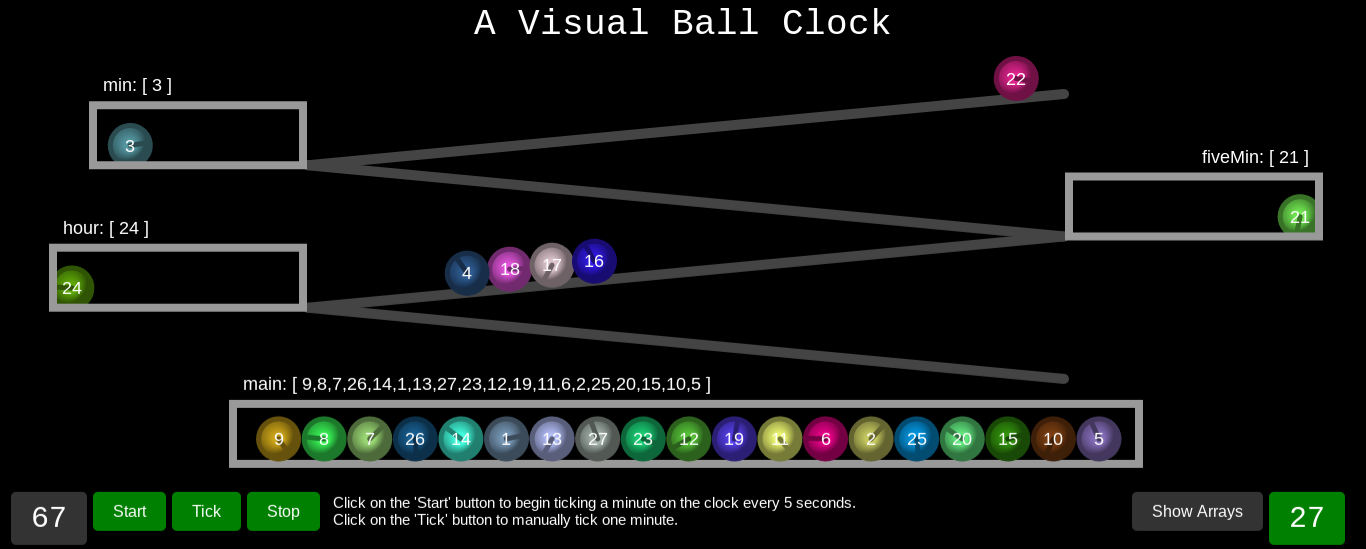 A Visual Ball Clock
22
min: [ 3 ]
3
fiveMin: [ 21 ]
21
hour: [ 24 ]
24
4 18 17 16
main: [ 9,8,7,26,14,1,13,27,23,12,19,11,6,2,25,20,15,10,5 ]
9 8 7 26 14 1 13 27 23 12 19 11 6 2 25 20 15 10 5
67
Start Tick Stop
Click on the 'Start' button to begin ticking a minute on the clock every 5 seconds.
Click on the 'Tick' button to manually tick one minute.
Show Arrays
27